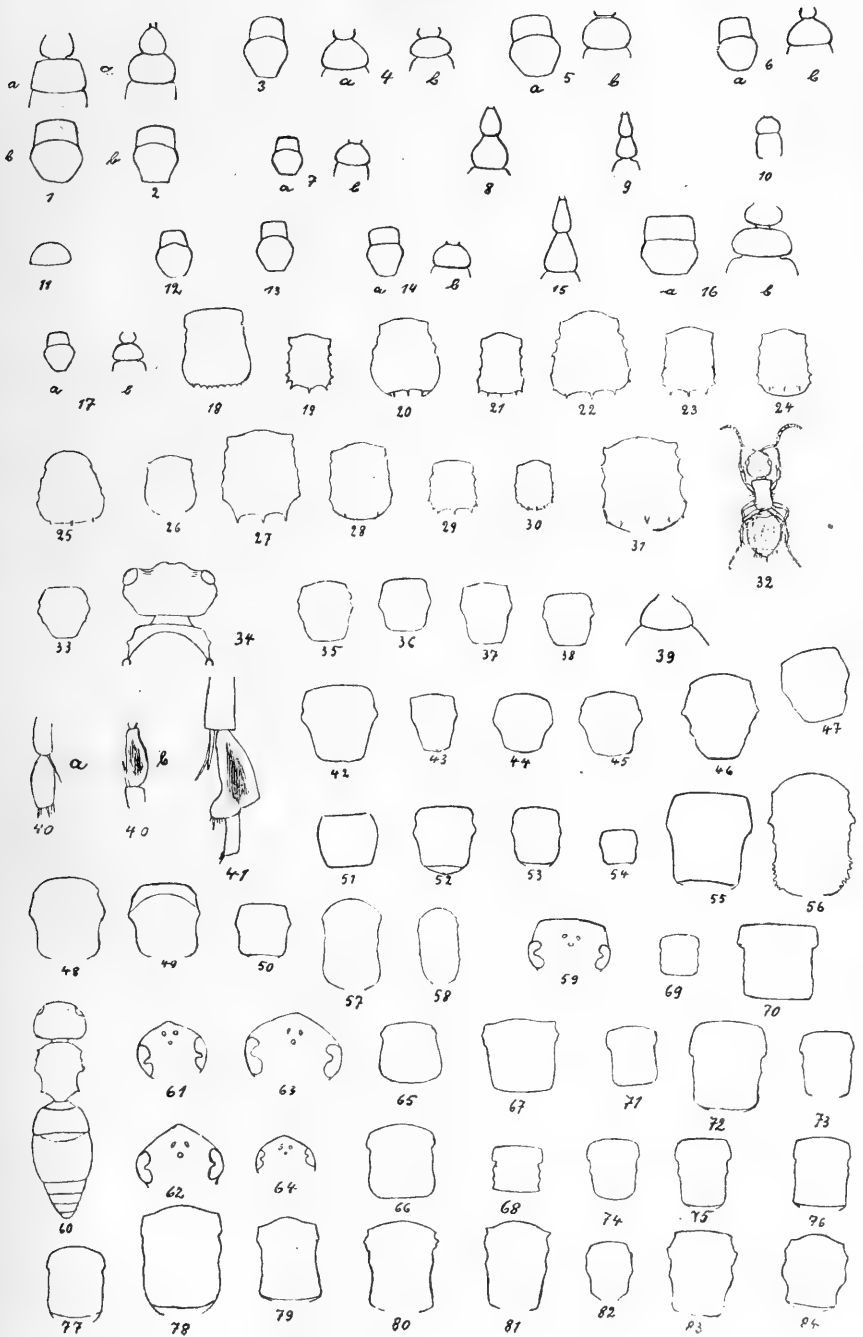 a a 3 a 4 b a 5 b a 6 b
b 1 b 2 a 7 b 8 9 10
11 12 13 a 14 b 15 a 16 b
a 17 b 18 19 20 21 22 23 24
25 26 27 28 29 30 31 32
33 34 35 36 37 38 39
40 a 40 b 41 42 43 44 45 46 47
51 52 53 54 55 56
48 49 50 57 58 59 69 70
60 61 63 65 67 71 72 73
62 64 66 68 74 75 76
77 78 79 80 81 82 83 84